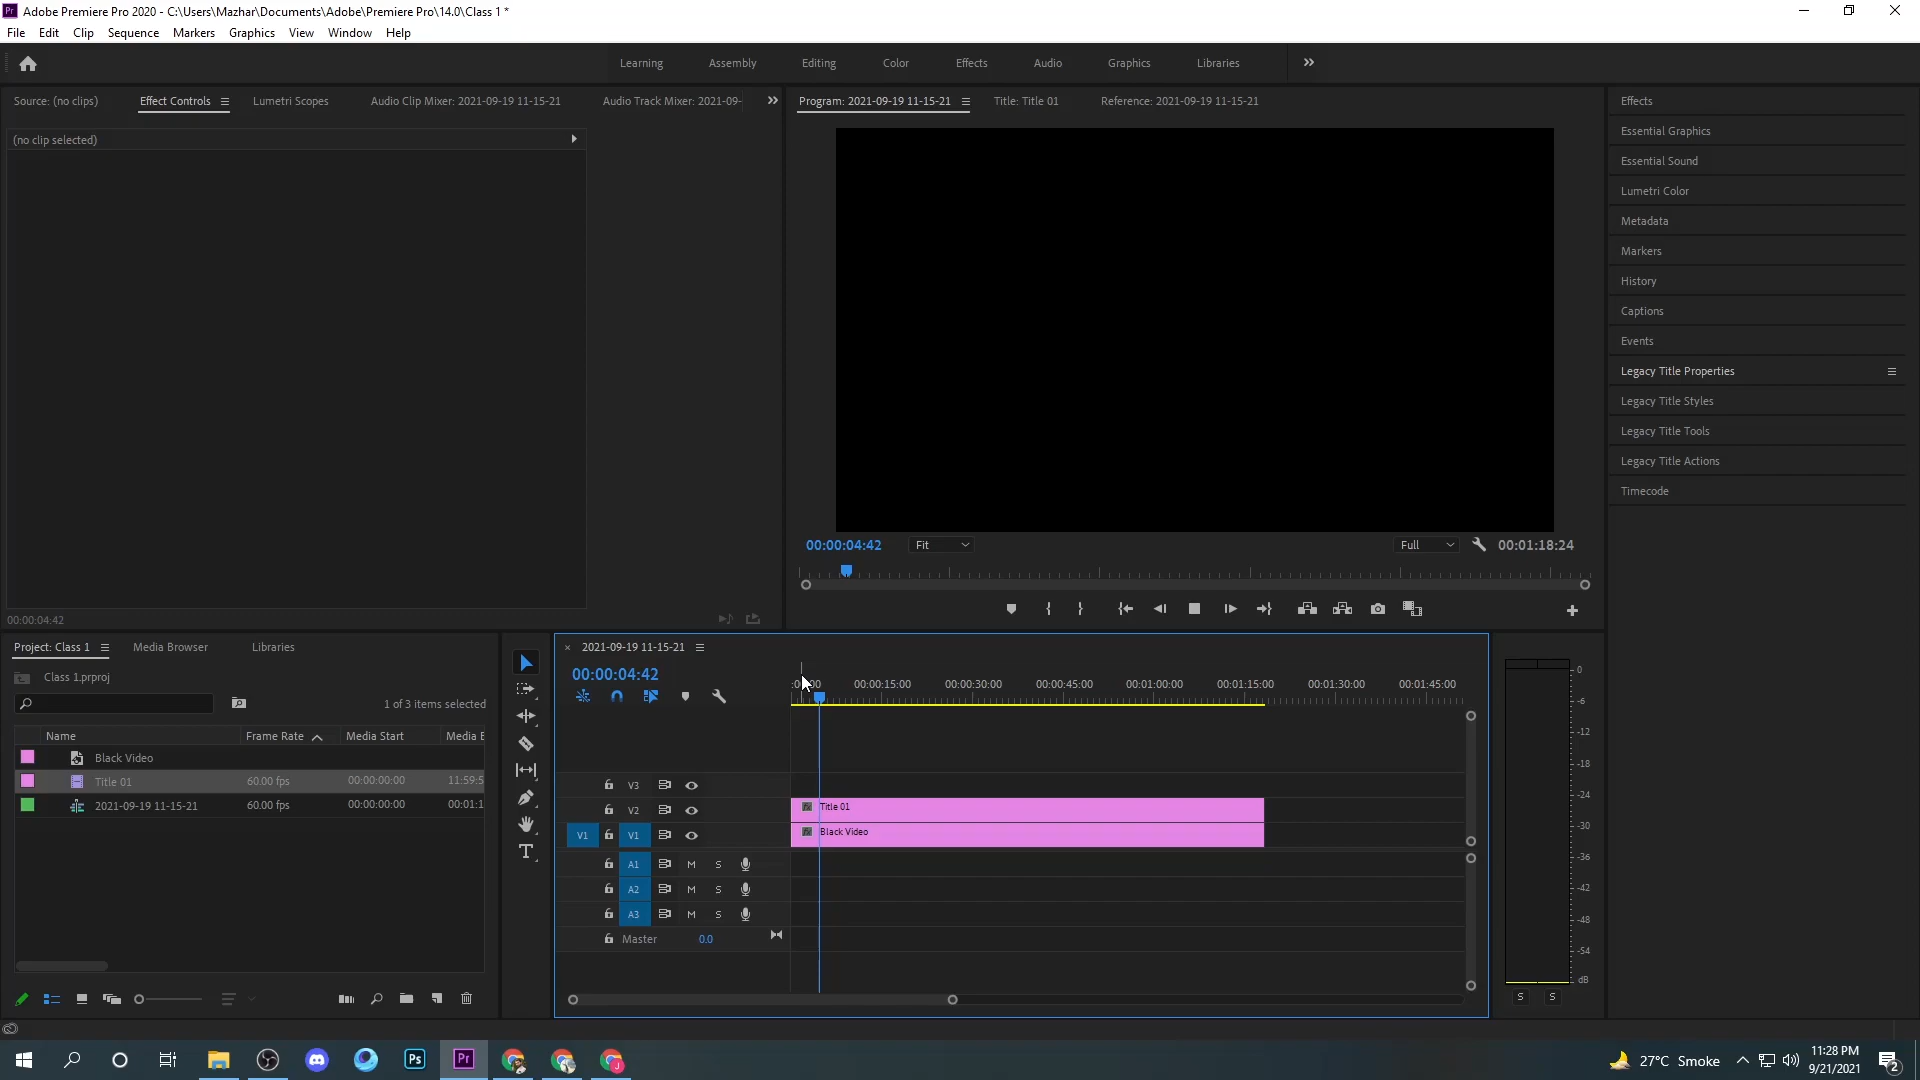 Adobe Premiere Pro 2020 - C:\Users\Mazhar\Documents\Adobe\Premiere Pro\14.0\Class 1 *
File Edit Clip Sequence Markers Graphics View Window Help
Learning Assembly Editing Color Effects Audio Graphics Libraries
Source: (no clips) Effect Controls Lumetri Scopes Audio Clip Mixer: 2021-09-19 11-15-21 Audio Track Mixer: 2021-09-
Program: 2021-09-19 11-15-21 Title: Title 01 Reference: 2021-09-19 11-15-21
(no clip selected)
00:00:04:42
00:00:04:42 Fit Full 00:01:18:24
Effects
Essential Graphics
Essential Sound
Lumetri Color
Metadata
Markers
History
Captions
Events
Legacy Title Properties
Legacy Title Styles
Legacy Title Tools
Legacy Title Actions
Timecode
Project: Class 1 Media Browser Libraries
Class 1.prproj
1 of 3 items selected
Name Frame Rate Media Start Media E
Black Video
Title 01 60.00 fps 00:00:00:00 11:59:5
2021-09-19 11-15-21 60.00 fps 00:00:00:00 00:01:1
2021-09-19 11-15-21
00:00:04:42
00:00:15:00 00:00:30:00 00:00:45:00 00:01:00:00 00:01:15:00 00:01:30:00 00:01:45:00
V3
V2 Title 01
V1 V1 Black Video
A1 M S
A2 M S
A3 M S
Master 0.0
0
-6
-12
-18
-24
-30
-36
-42
-48
-54
dB
S S
Ps Pr J
27°C Smoke
11:28 PM
9/21/2021
2